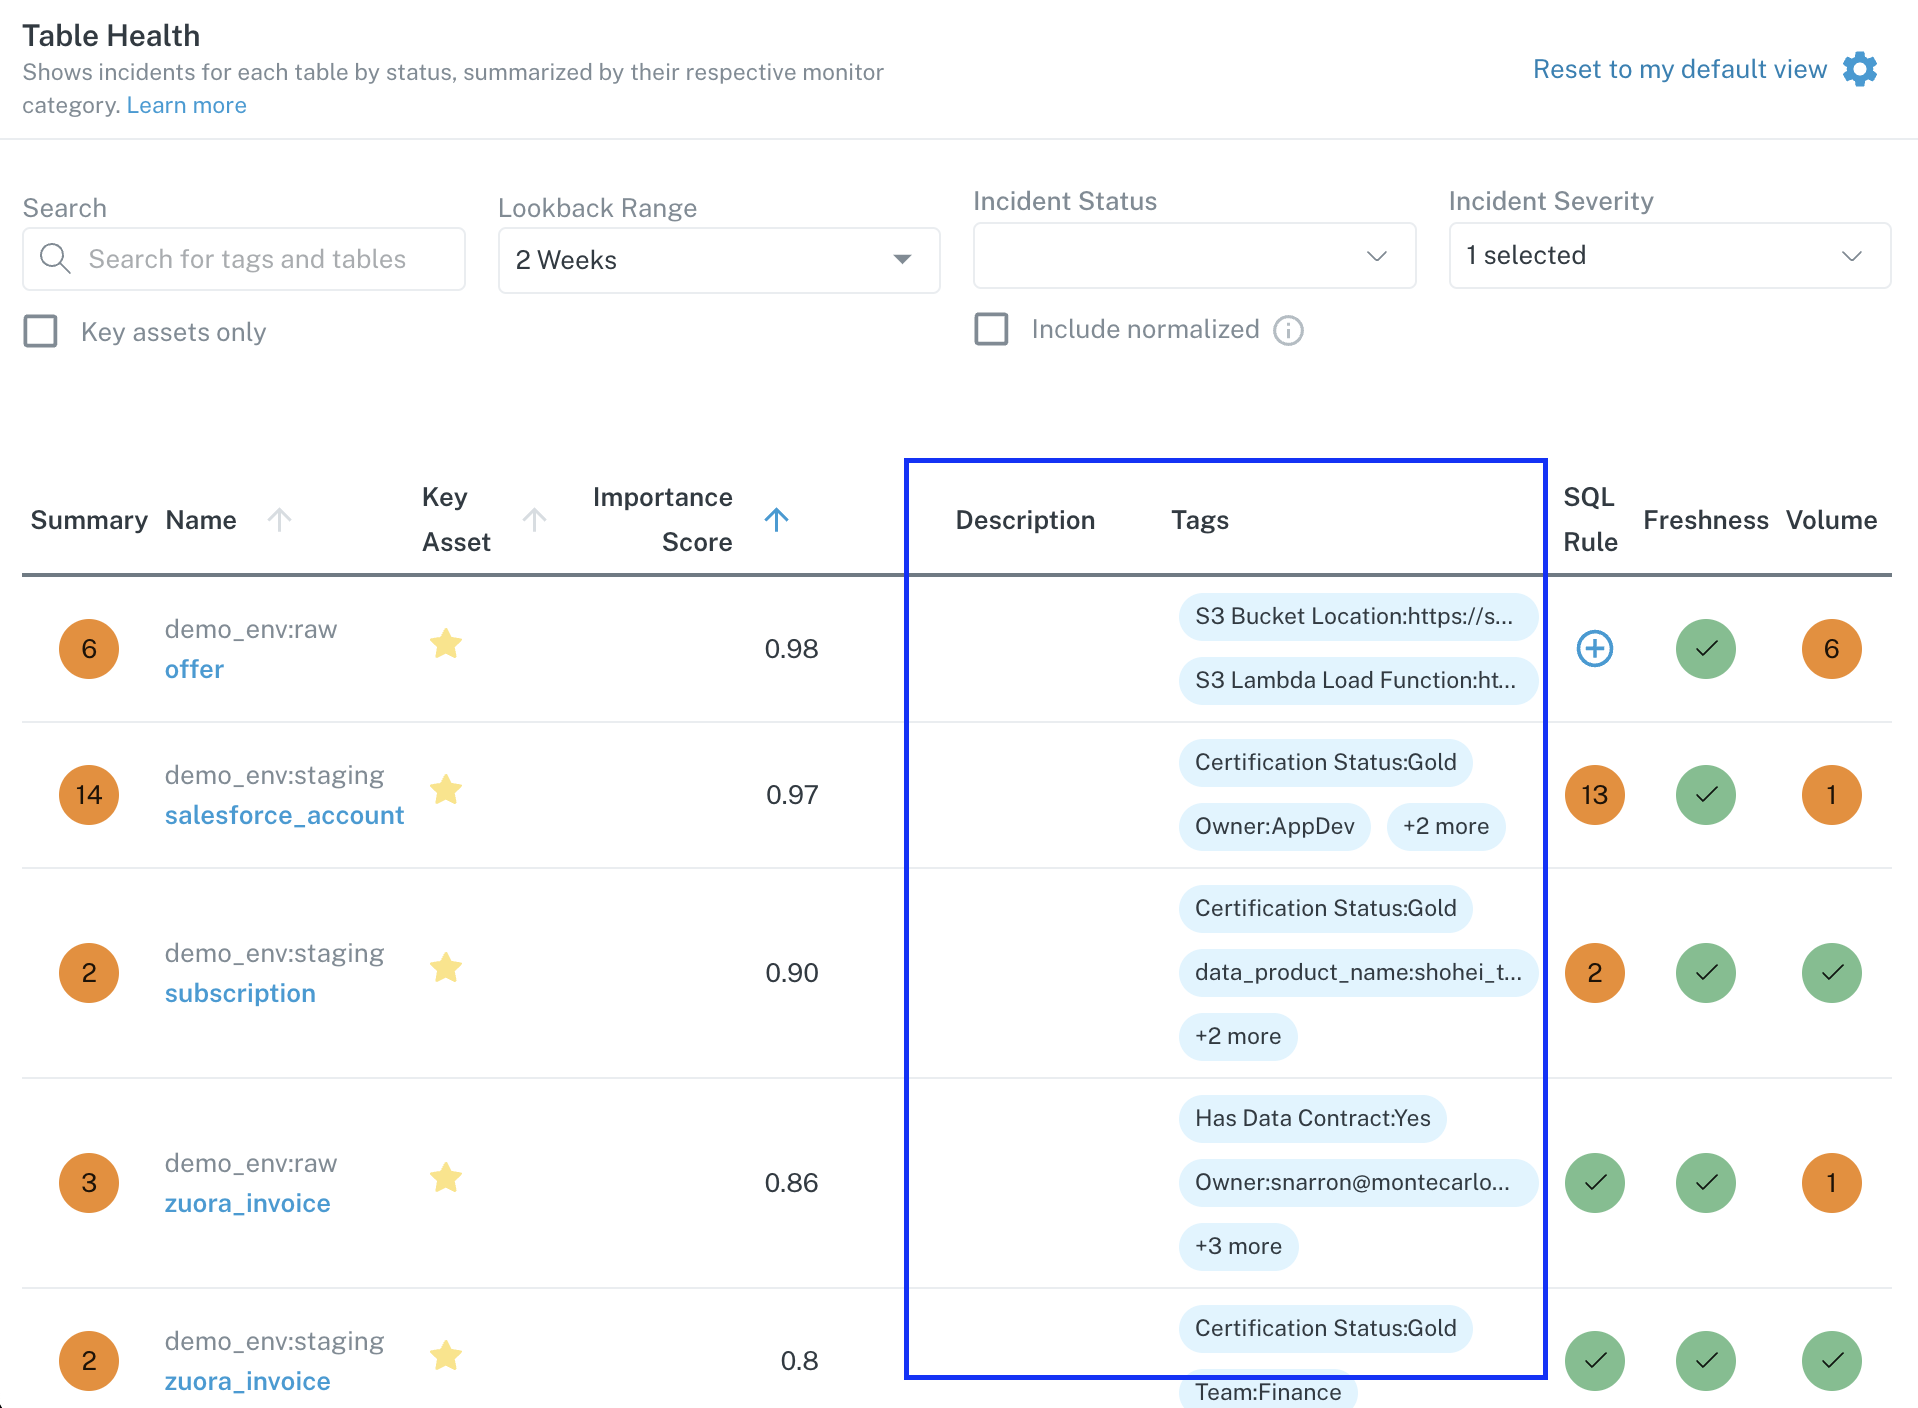 Table Health
Shows incidents for each table by status, summarized by their respective monitor
category. Learn more
Reset to my default view
Search
Search for tags and tables
Key assets only
Lookback Range
2 Weeks
Incident Status
Include normalized
Incident Severity
1 selected
Summary Name Key Asset Importance Score Description Tags SQL Rule Freshness Volume
6
demo_env:raw
offer
0.98
S3 Bucket Location:https://s...
S3 Lambda Load Function:ht...
6
14
demo_env:staging
salesforce_account
0.97
Certification Status:Gold
Owner:AppDev +2 more
13
1
2
demo_env:staging
subscription
0.90
Certification Status:Gold
data_product_name:shohei_t...
+2 more
2
3
demo_env:raw
zuora_invoice
0.86
Has Data Contract:Yes
Owner:snarron@montecarlo...
+3 more
1
2
demo_env:staging
zuora_invoice
0.8
Certification Status:Gold
Team:Finance